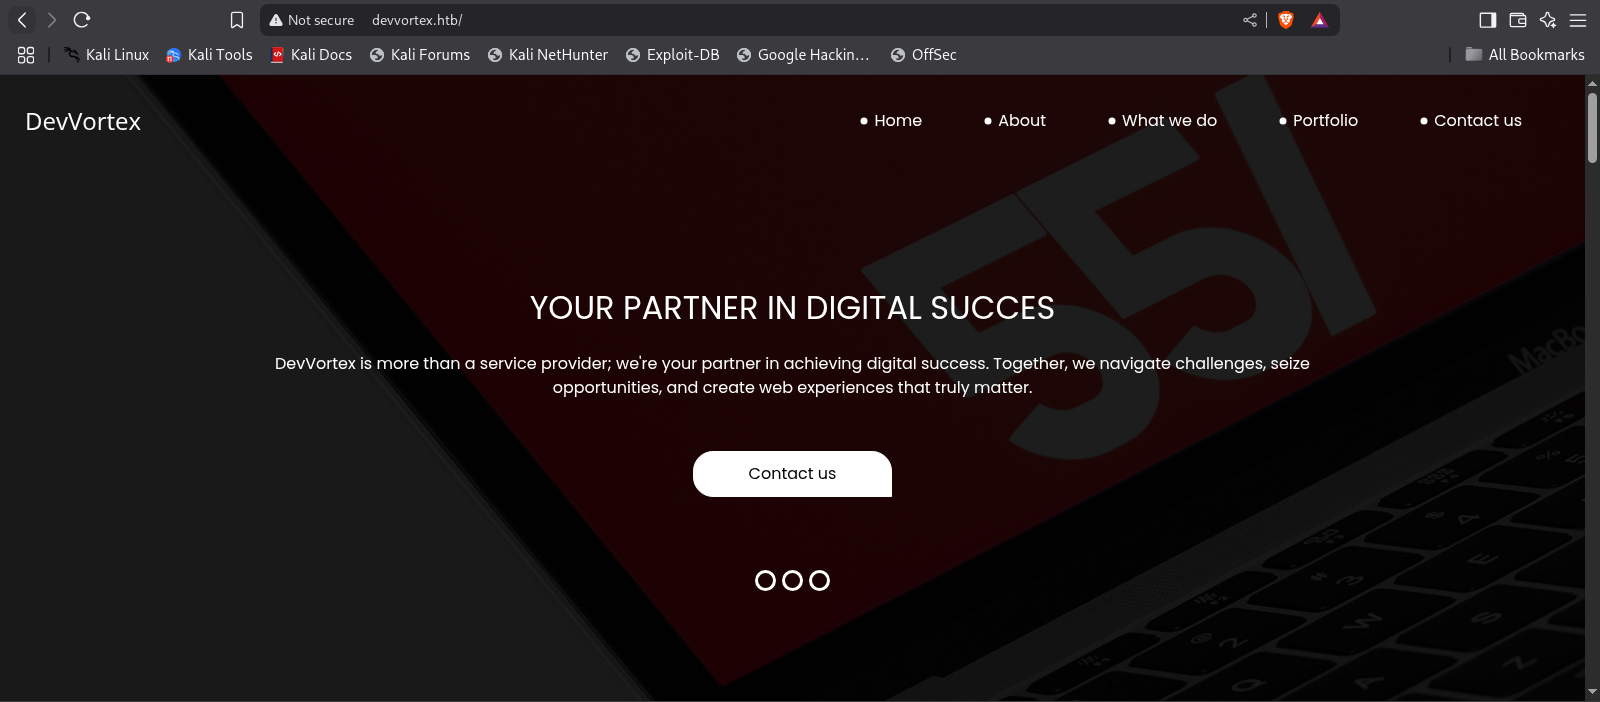 Not secure devvortex.htb/
Kali Linux Kali Tools Kali Docs Kali Forums Kali NetHunter Exploit-DB Google Hackin... OffSec All Bookmarks
DevVortex Home About What we do Portfolio Contact us
YOUR PARTNER IN DIGITAL SUCCES
DevVortex is more than a service provider; we're your partner in achieving digital success. Together, we navigate challenges, seize
opportunities, and create web experiences that truly matter.
Contact us